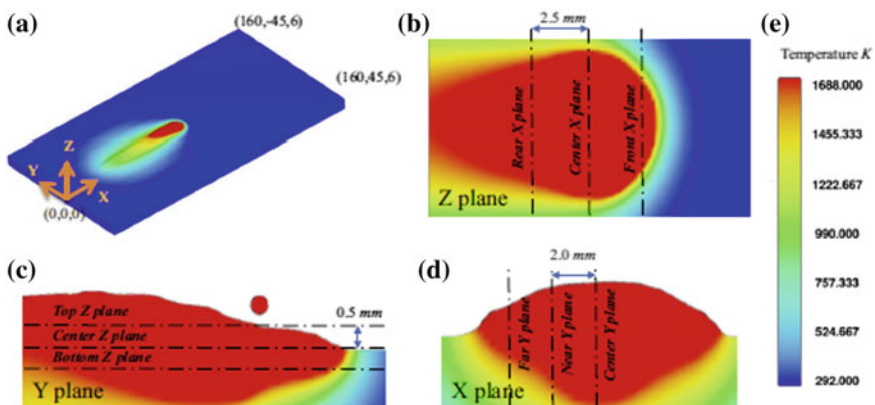 (a)
(160,-45,6)
(160,45,6)
Z
Y
X
(0,0,0)
(b)
2.5 mm
Rear X plane
Center X plane
Front X plane
Z plane
(c)
Top Z plane
0.5 mm
Center Z plane
Bottom Z plane
Y plane
(d)
2.0 mm
Far Y plane
Near Y plane
Center Y plane
X plane
(e)
Temperature K
1688.000
1455.333
1222.667
990.000
757.333
524.667
292.000